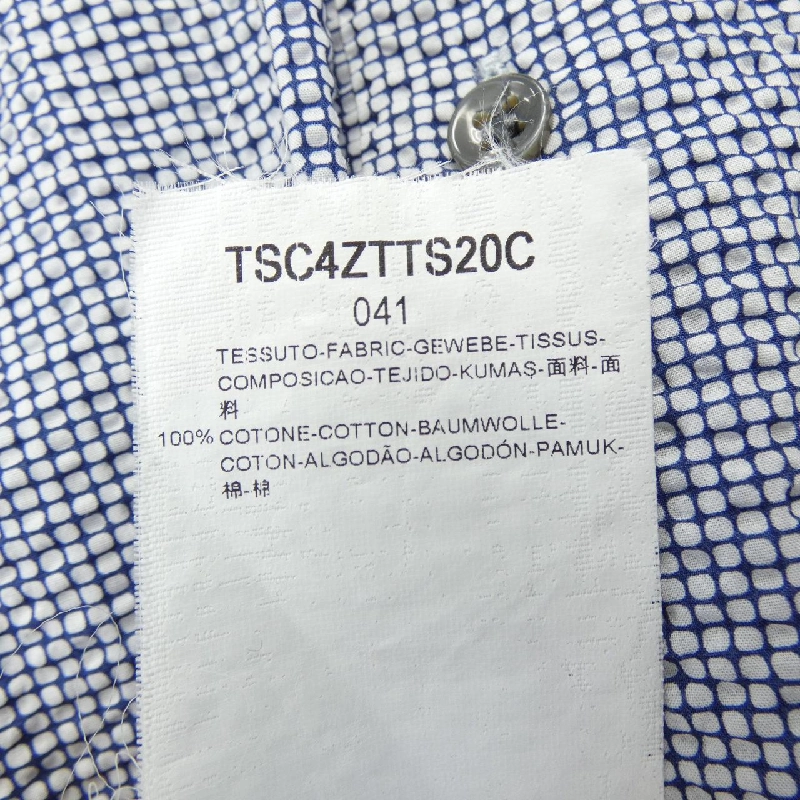 TSC4ZTTS20C
041
TESSUTO-FABRIC-GEWEBE-TISSUS-
COMPOSICAO-TEJIDO-KUMAS-面料-面
料
100% COTONE-COTTON-BAUMWOLLE-
COTON-ALGODÃO-ALGODÓN-PAMUK-
棉-棉